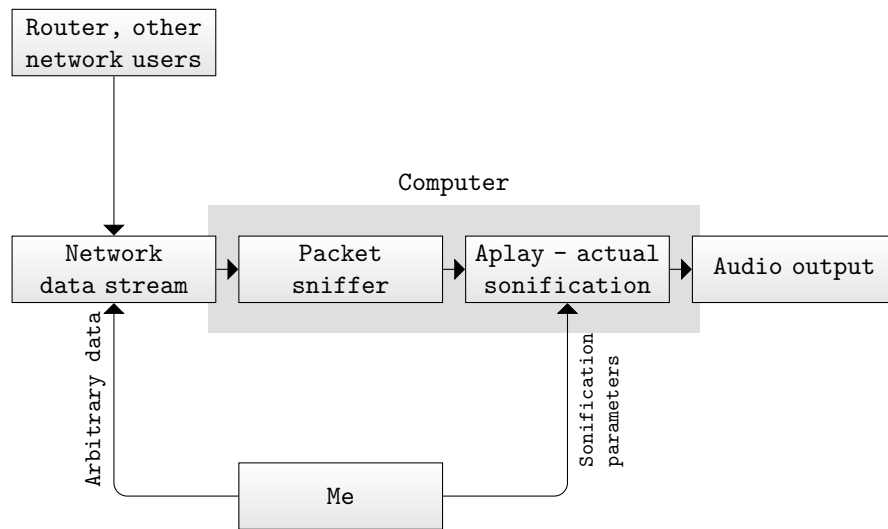 Router, other
network users
Computer
Network
data stream
Packet
sniffer
Aplay – actual
sonification
Audio output
Arbitrary data
Sonification
parameters
Me